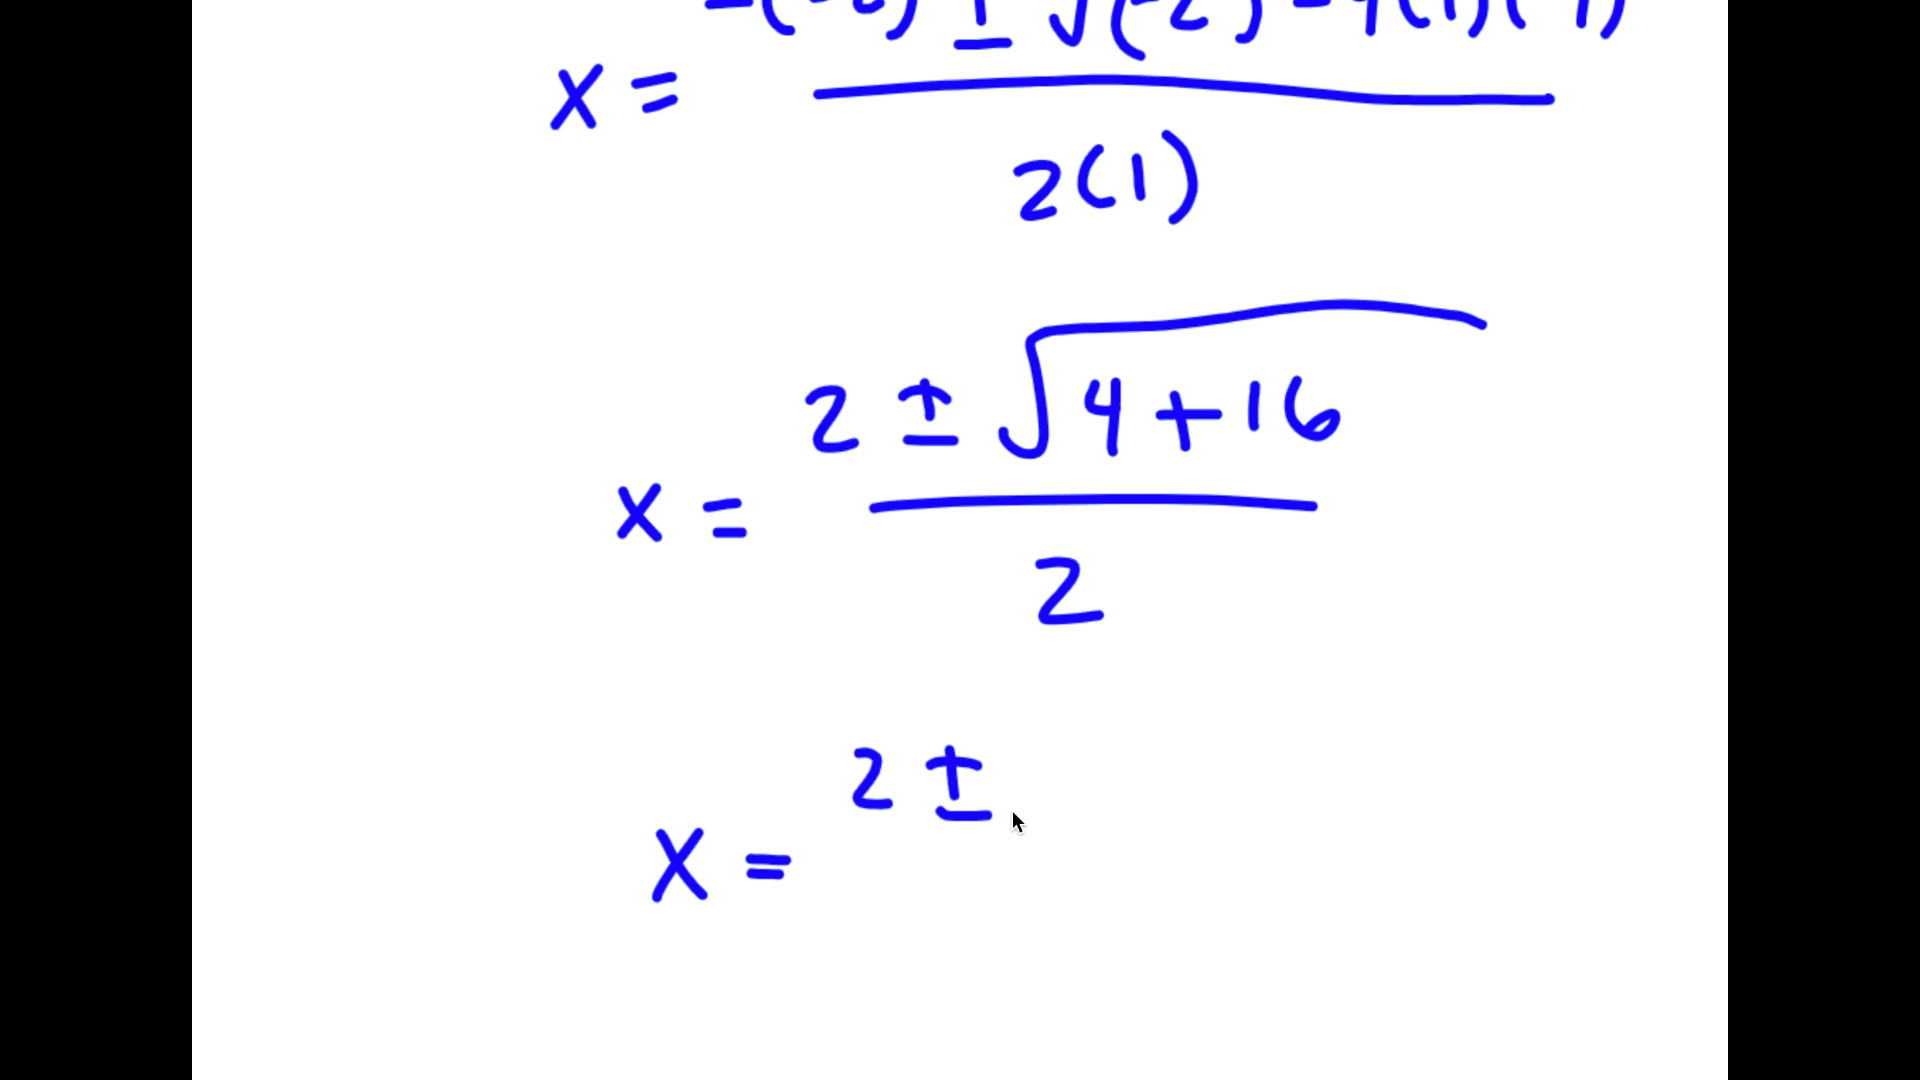 x = 
2(1)
2 ± √4+16
x =
2
2 ±
x =